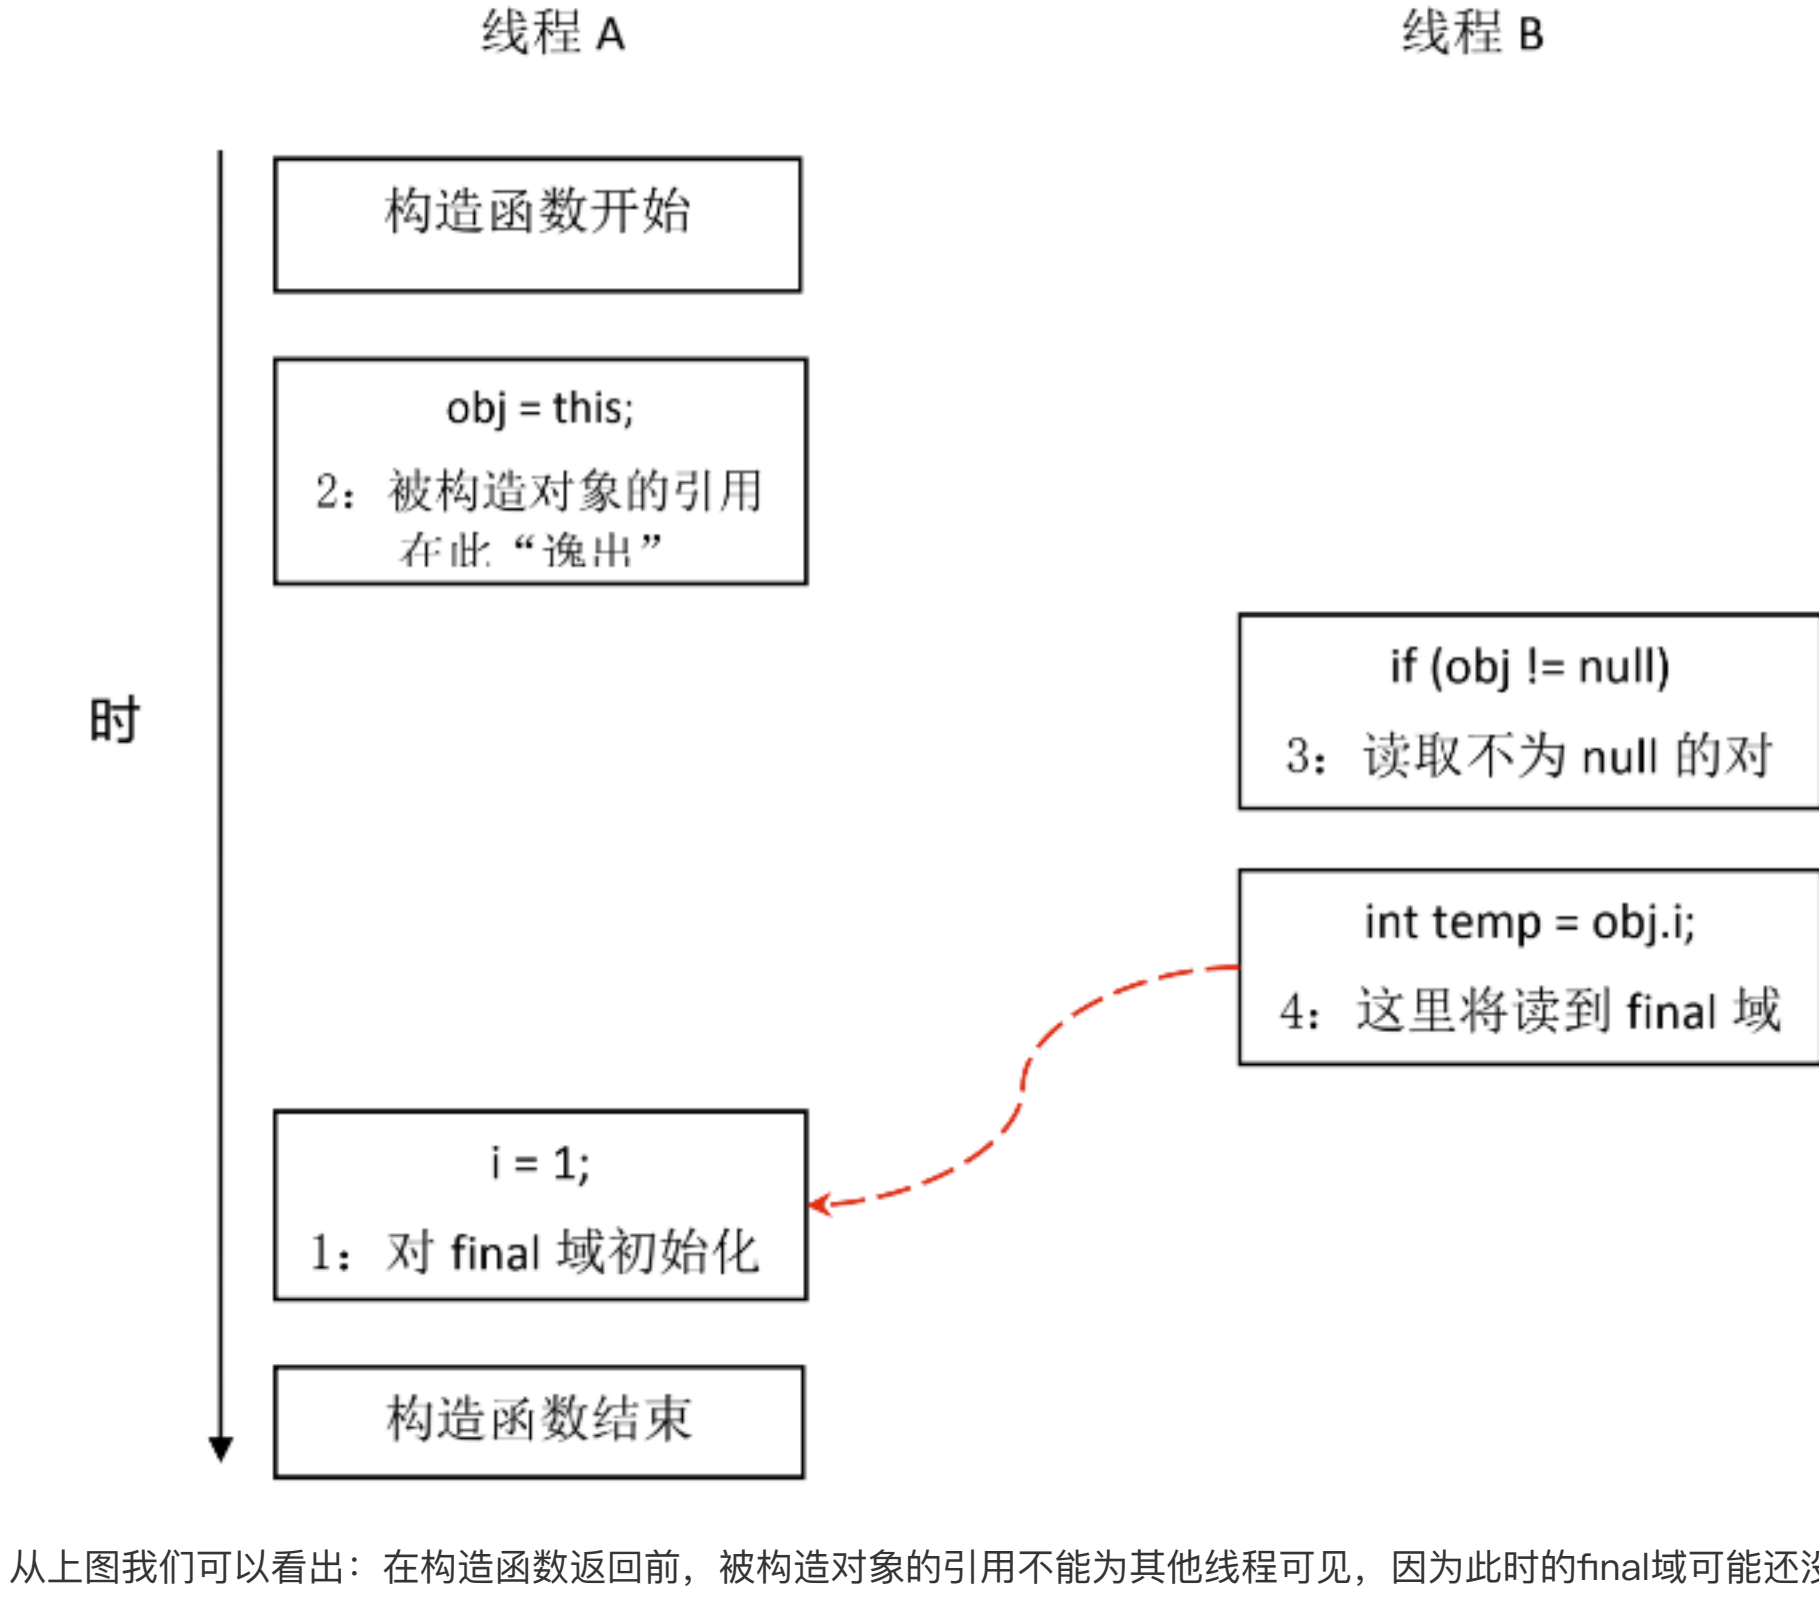 线程 A
线程 B
构造函数开始
obj = this;
2：被构造对象的引用
在此“逸出”
if (obj != null)
3：读取不为 null 的对
时
int temp = obj.i;
4：这里将读到 final 域
i = 1;
1：对 final 域初始化
构造函数结束
从上图我们可以看出：在构造函数返回前，被构造对象的引用不能为其他线程可见，因为此时的final域可能还没